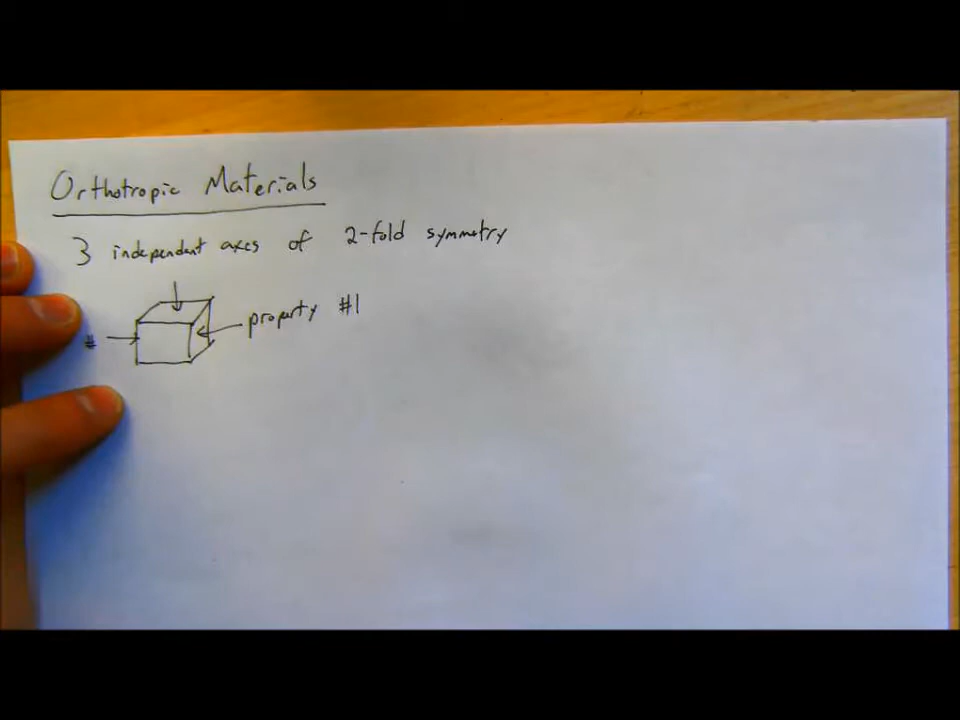 Orthotropic Materials
3 independent axes of 2-fold symmetry
property #1
#